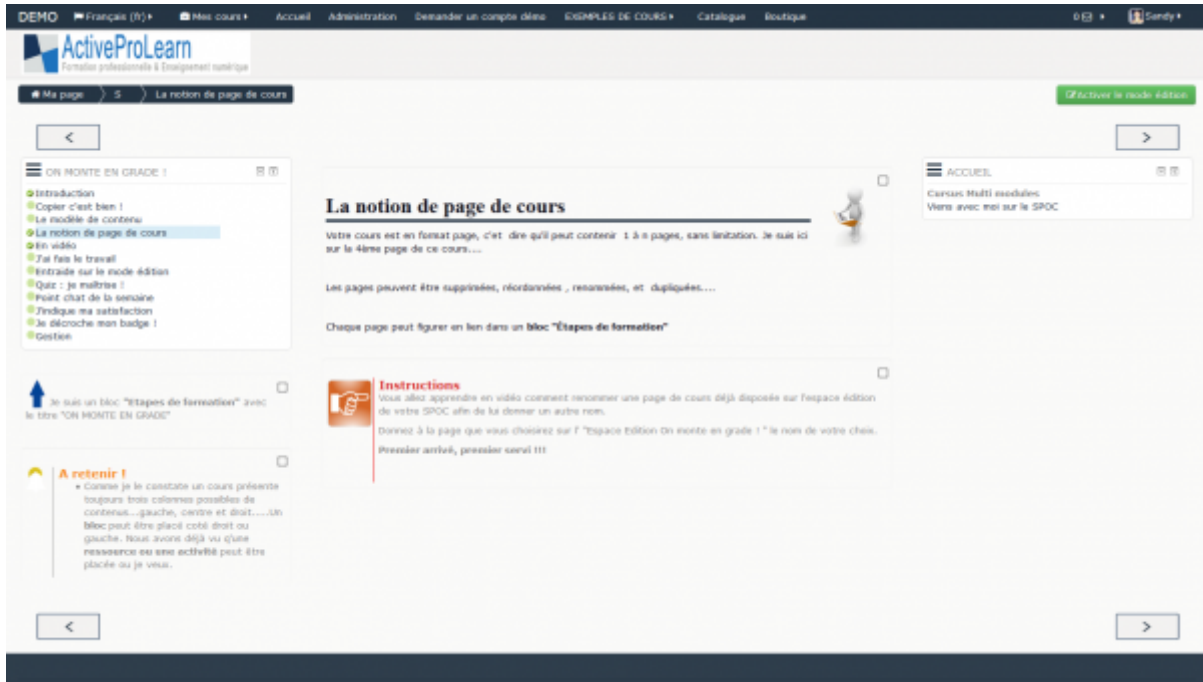 DEMO Français (fr) Mes cours Accueil Administration Demander un compte démo EXEMPLES DE COURS Catalogue Boutique 0 Sandy
ActiveProLearn
Formation professionnelle & Enseignement numérique
Ma page S La notion de page de cours
Activer le mode édition
< >
ON MONTE EN GRADE !
Introduction
Copier c'est bien !
Le modèle de contenu
La notion de page de cours
En vidéo
J'ai fais le travail
Entraide sur le mode édition
Quiz : je maîtrise !
Point chat de la semaine
J'indique ma satisfaction
Je décroche mon badge !
Gestion
Je suis un bloc "Etapes de formation" avec
le titre "ON MONTE EN GRADE"
A retenir !
Comme je le constate un cours présente
toujours trois colonnes possibles de
contenus...gauche, centre et droit.....Un
bloc peut être placé coté droit ou
gauche. Nous avons déjà vu q'une
ressource ou une activité peut être
placée ou je veux.
La notion de page de cours
Votre cours est en format page, c'et dire qu'il peut contenir 1 à n pages, sans limitation. Je suis ici
sur la 4ème page de ce cours....
Les pages peuvent être supprimées, réordonnées , renommées, et dupliquées....
Chaque page peut figurer en lien dans un bloc "Étapes de formation"
Instructions
Vous allez apprendre en vidéo comment renommer une page de cours déjà disposée sur l'espace édition
de votre SPOC afin de lui donner un autre nom.
Donnez à la page que vous choisirez sur l' "Espace Edition On monte en grade ! " le nom de votre choix.
Premier arrivé, premier servi !!!
ACCUEIL
Cursus Multi modules
Viens avec moi sur le SPOC
< >